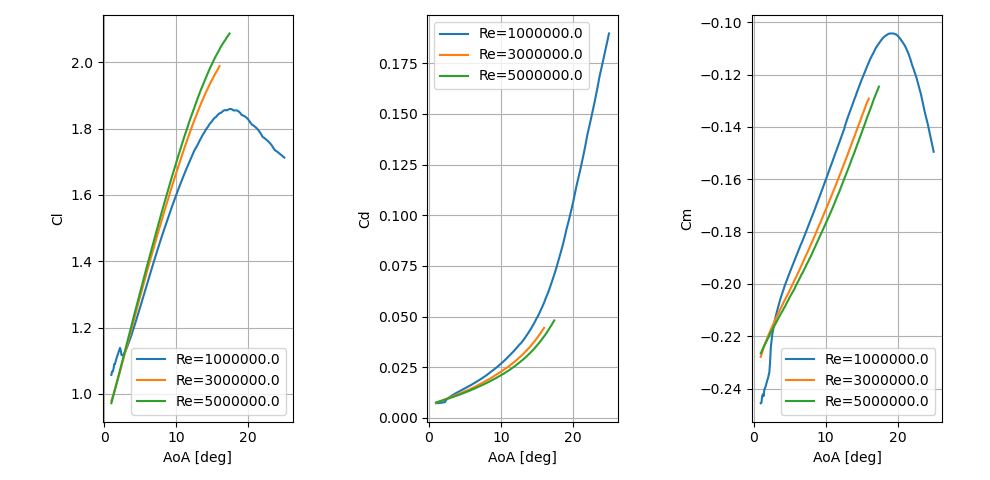 2.0
1.8
1.6
1.4
1.2
1.0
Cl
0
10
20
AoA [deg]
Re=1000000.0
Re=3000000.0
Re=5000000.0
0.175
0.150
0.125
0.100
0.075
0.050
0.025
0.000
Cd
0
10
20
AoA [deg]
Re=1000000.0
Re=3000000.0
Re=5000000.0
−0.10
−0.12
−0.14
−0.16
−0.18
−0.20
−0.22
−0.24
Cm
0
10
20
AoA [deg]
Re=1000000.0
Re=3000000.0
Re=5000000.0